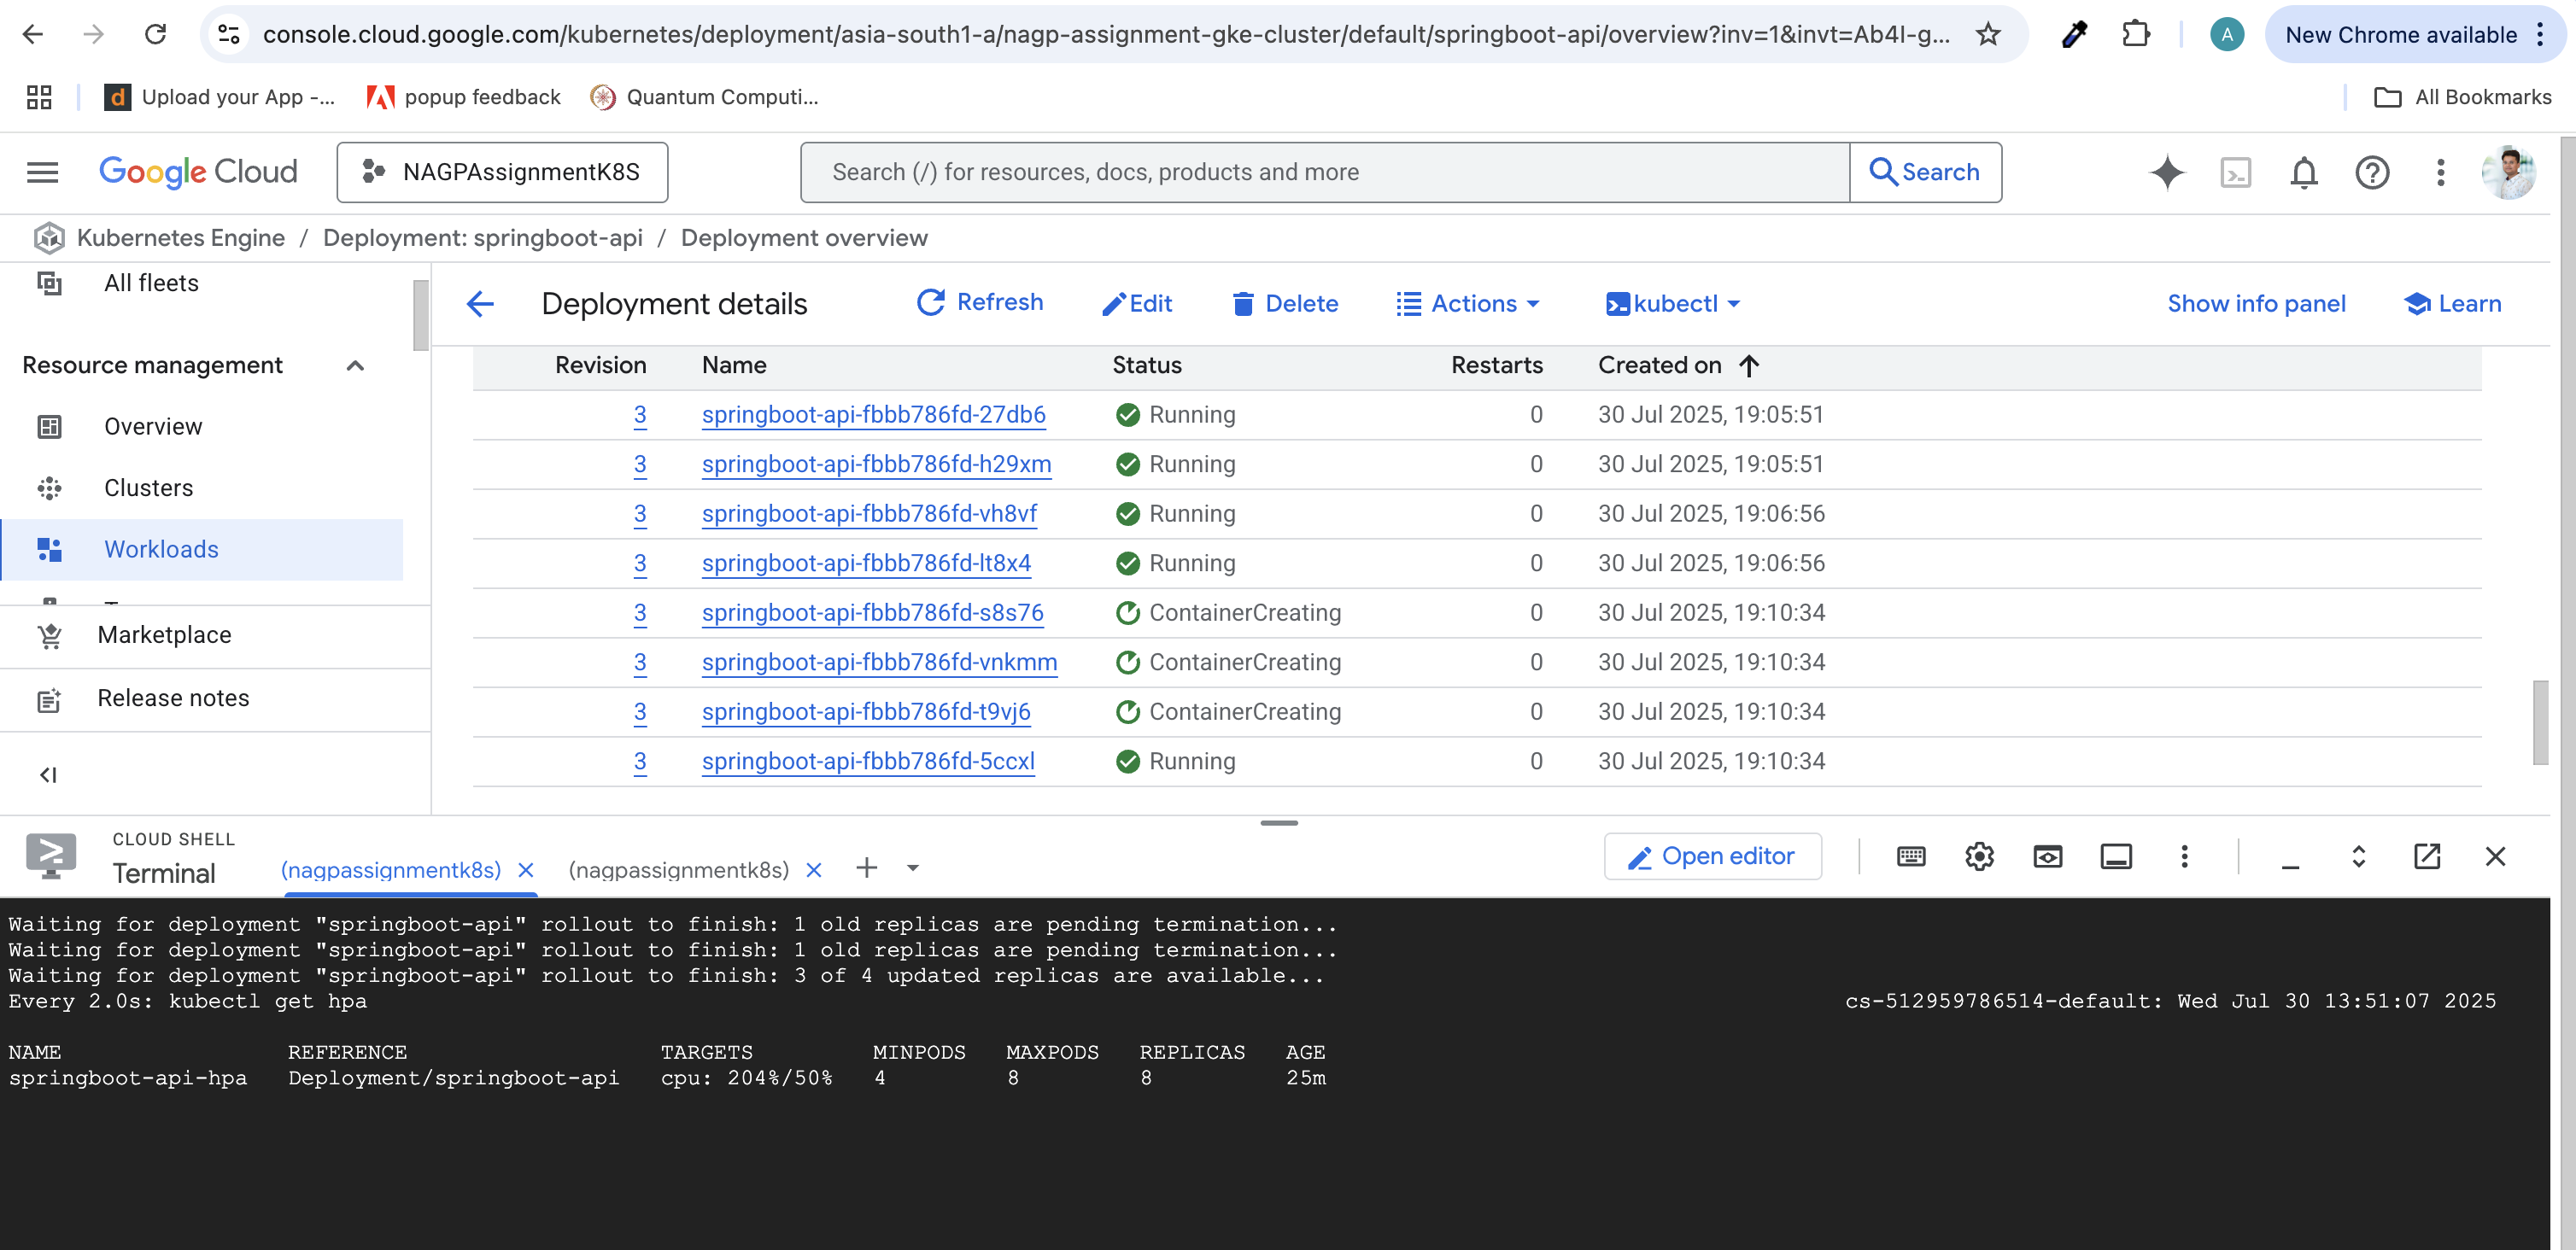 console.cloud.google.com/kubernetes/deployment/asia-south1-a/nagp-assignment-gke-cluster/default/springboot-api/overview?inv=1&invt=Ab4I-g...
A
New Chrome available
d Upload your App -...
popup feedback
Quantum Computi...
All Bookmarks
Google Cloud
NAGPAssignmentK8S
Search (/) for resources, docs, products and more
Search
Kubernetes Engine / Deployment: springboot-api / Deployment overview
All fleets
Resource management
Overview
Clusters
Workloads
Marketplace
Release notes
Deployment details
Refresh
Edit
Delete
Actions
kubectl
Show info panel
Learn
Revision Name Status Restarts Created on
3 springboot-api-fbbb786fd-27db6 Running 0 30 Jul 2025, 19:05:51
3 springboot-api-fbbb786fd-h29xm Running 0 30 Jul 2025, 19:05:51
3 springboot-api-fbbb786fd-vh8vf Running 0 30 Jul 2025, 19:06:56
3 springboot-api-fbbb786fd-lt8x4 Running 0 30 Jul 2025, 19:06:56
3 springboot-api-fbbb786fd-s8s76 ContainerCreating 0 30 Jul 2025, 19:10:34
3 springboot-api-fbbb786fd-vnkmm ContainerCreating 0 30 Jul 2025, 19:10:34
3 springboot-api-fbbb786fd-t9vj6 ContainerCreating 0 30 Jul 2025, 19:10:34
3 springboot-api-fbbb786fd-5ccxl Running 0 30 Jul 2025, 19:10:34
CLOUD SHELL
Terminal
(nagpassignmentk8s)
(nagpassignmentk8s)
Open editor
Waiting for deployment "springboot-api" rollout to finish: 1 old replicas are pending termination...
Waiting for deployment "springboot-api" rollout to finish: 1 old replicas are pending termination...
Waiting for deployment "springboot-api" rollout to finish: 3 of 4 updated replicas are available...
Every 2.0s: kubectl get hpa cs-512959786514-default: Wed Jul 30 13:51:07 2025
NAME REFERENCE TARGETS MINPODS MAXPODS REPLICAS AGE
springboot-api-hpa Deployment/springboot-api cpu: 204%/50% 4 8 8 25m